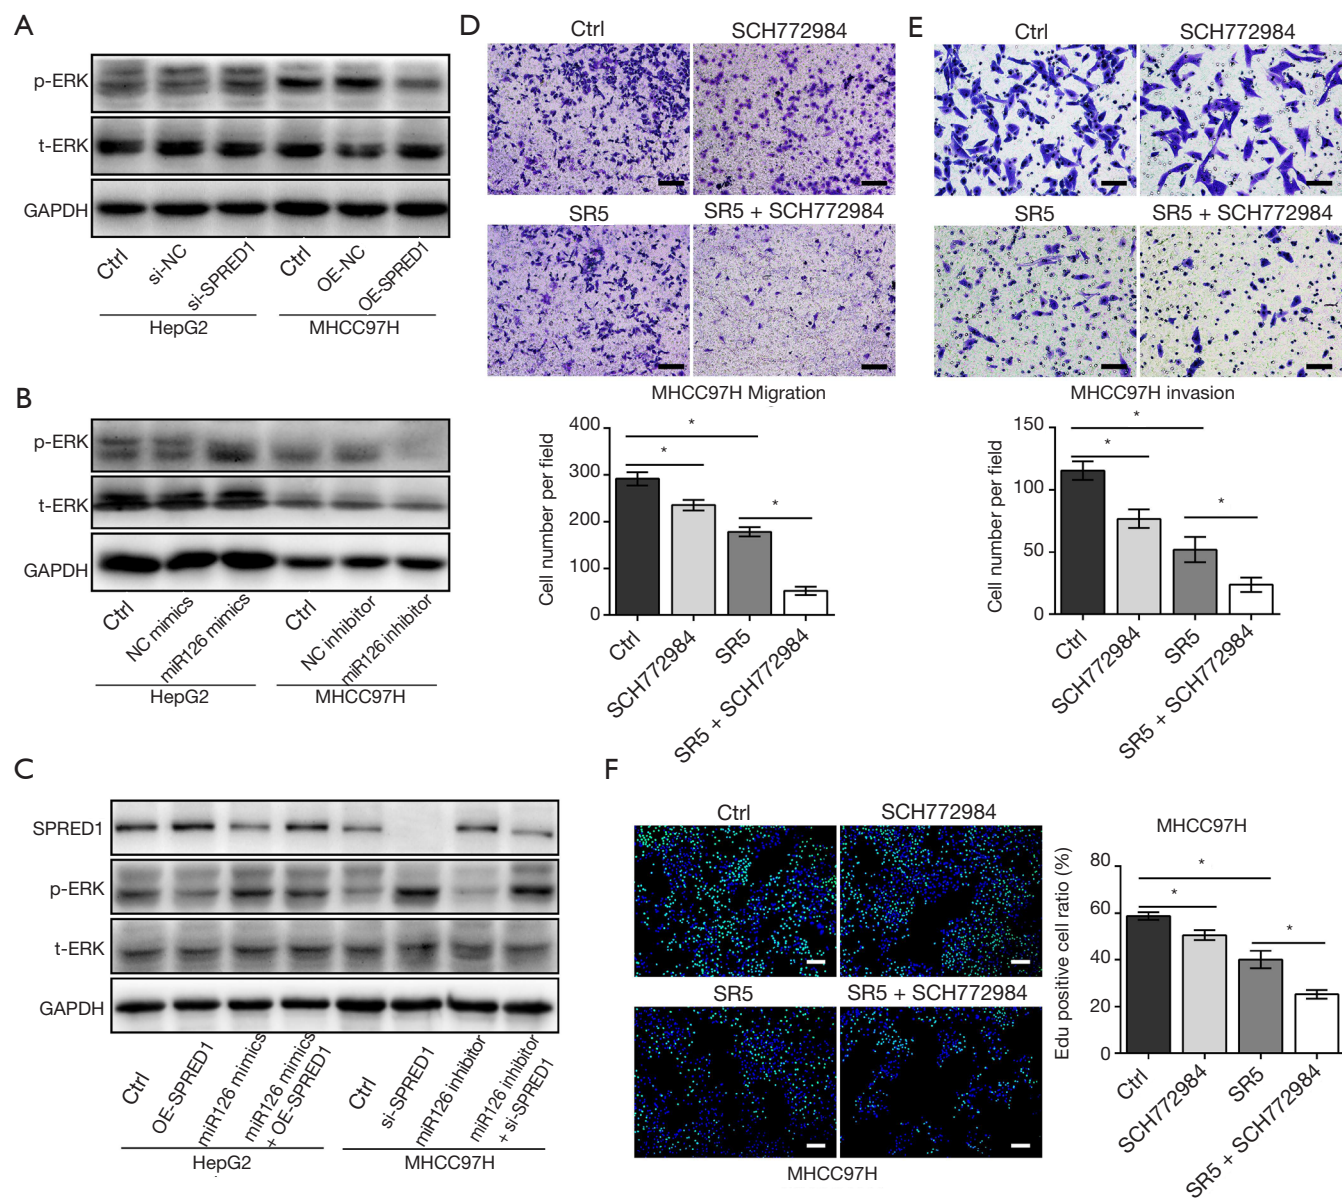 A
p-ERK
t-ERK
GAPDH
Ctrl
si-NC
si-SPRED1
Ctrl
OE-NC
OE-SPRED1
HepG2
MHCC97H
B
p-ERK
t-ERK
GAPDH
Ctrl
NC mimics
miR126 mimics
Ctrl
NC inhibitor
miR126 inhibitor
HepG2
MHCC97H
C
SPRED1
p-ERK
t-ERK
GAPDH
Ctrl
OE-SPRED1
miR126 mimics
miR126 mimics
+ OE-SPRED1
Ctrl
si-SPRED1
miR126 inhibitor
miR126 inhibitor
+ si-SPRED1
HepG2
MHCC97H
D
Ctrl
SCH772984
SR5
SR5 + SCH772984
MHCC97H Migration
Cell number per field
400
300
200
100
0
*
*
*
Ctrl
SCH772984
SR5
SR5 + SCH772984
E
Ctrl
SCH772984
SR5
SR5 + SCH772984
MHCC97H invasion
Cell number per field
150
100
50
0
*
*
*
Ctrl
SCH772984
SR5
SR5 + SCH772984
F
Ctrl
SCH772984
SR5
SR5 + SCH772984
MHCC97H
MHCC97H
Edu positive cell ratio (%)
80
60
40
20
0
*
*
*
Ctrl
SCH772984
SR5
SR5 + SCH772984